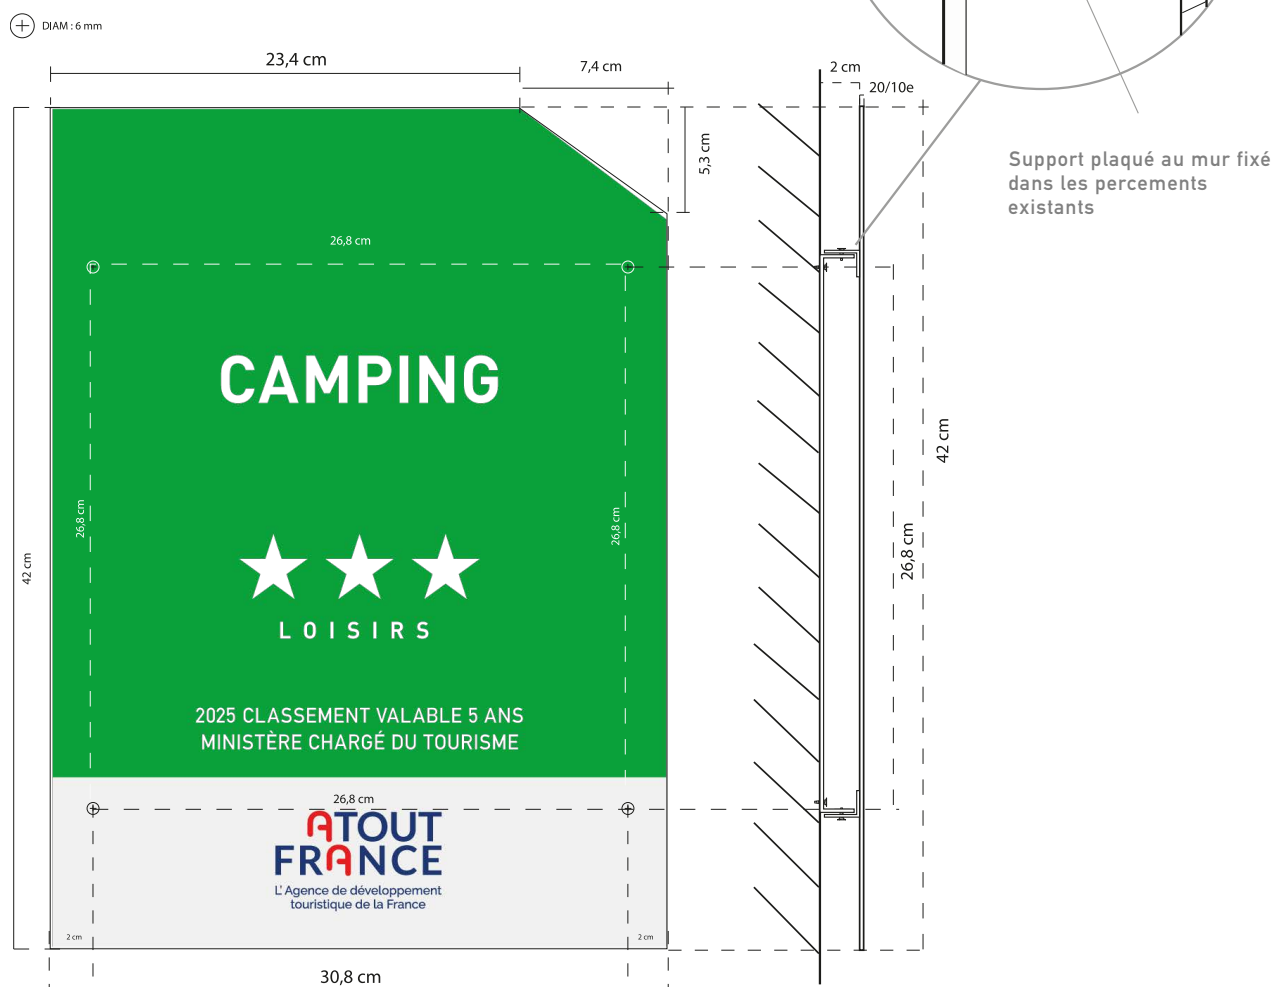 DIAM : 6 mm
23,4 cm
7,4 cm
2 cm
20/10e
5,3 cm
Support plaqué au mur fixé
dans les percements
existants
26,8 cm
CAMPING
42 cm
26,8 cm
26,8 cm
26,8 cm
42 cm
LOISIRS
2025 CLASSEMENT VALABLE 5 ANS
MINISTÈRE CHARGÉ DU TOURISME
26,8 cm
ATOUT
FRANCE
L'Agence de développement
touristique de la France
2 cm
2 cm
30,8 cm